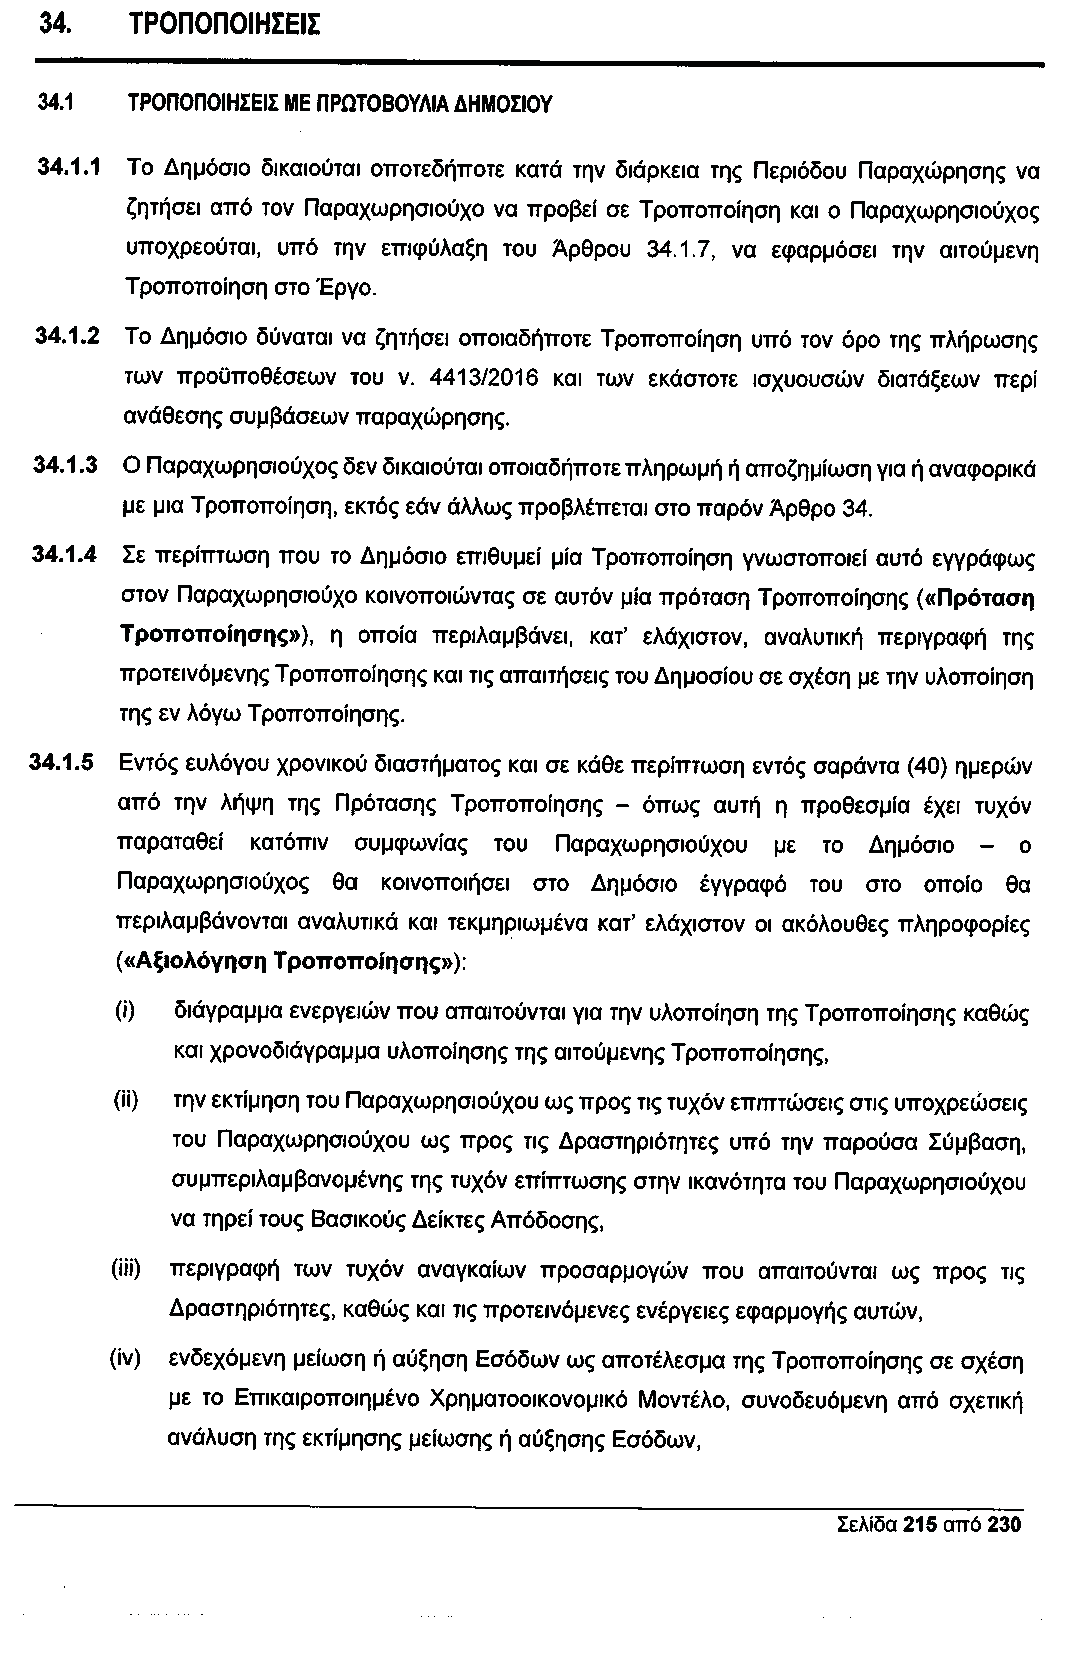 34. ΤΡΟΠΟΠΟΙΗΣΕΙΣ
34.1 ΤΡΟΠΟΠΟΙΗΣΕΙΣ ΜΕ ΠΡΩΤΟΒΟΥΛΙΑ ΔΗΜΟΣΙΟΥ
34.1.1 Το Δημόσιο δικαιούται οποτεδήποτε κατά την διάρκεια της Περιόδου Παραχώρησης να
ζητήσει από τον Παραχωρησιούχο να προβεί σε Τροποποίηση και ο Παραχωρησιούχος
υποχρεούται, υπό την επιφύλαξη του Άρθρου 34.1.7, να εφαρμόσει την αιτούμενη
Τροποποίηση στο Έργο.
34.1.2 Το Δημόσιο δύναται να ζητήσει οποιαδήποτε Τροποποίηση υπό τον όρο της πλήρωσης
των προϋποθέσεων του ν. 4413/2016 και των εκάστοτε ισχυουσών διατάξεων περί
ανάθεσης συμβάσεων παραχώρησης.
34.1.3 Ο Παραχωρησιούχος δεν δικαιούται οποιαδήποτε πληρωμή ή αποζημίωση για ή αναφορικά
με μια Τροποποίηση, εκτός εάν άλλως προβλέπεται στο παρόν Άρθρο 34.
34.1.4 Σε περίπτωση που το Δημόσιο επιθυμεί μία Τροποποίηση γνωστοποιεί αυτό εγγράφως
στον Παραχωρησιούχο κοινοποιώντας σε αυτόν μία πρόταση Τροποποίησης («Πρόταση
Τροποποίησης»), η οποία περιλαμβάνει, κατ’ ελάχιστον, αναλυτική περιγραφή της
προτεινόμενης Τροποποίησης και τις απαιτήσεις του Δημοσίου σε σχέση με την υλοποίηση
της εν λόγω Τροποποίησης.
34.1.5 Εντός ευλόγου χρονικού διαστήματος και σε κάθε περίπτωση εντός σαράντα (40) ημερών
από την λήψη της Πρότασης Τροποποίησης – όπως αυτή η προθεσμία έχει τυχόν
παραταθεί κατόπιν συμφωνίας του Παραχωρησιούχου με το Δημόσιο – ο
Παραχωρησιούχος θα κοινοποιήσει στο Δημόσιο έγγραφό του στο οποίο θα
περιλαμβάνονται αναλυτικά και τεκμηριωμένα κατ’ ελάχιστον οι ακόλουθες πληροφορίες
(«Αξιολόγηση Τροποποίησης»):
(i) διάγραμμα ενεργειών που απαιτούνται για την υλοποίηση της Τροποποίησης καθώς
και χρονοδιάγραμμα υλοποίησης της αιτούμενης Τροποποίησης,
(ii) την εκτίμηση του Παραχωρησιούχου ως προς τις τυχόν επιπτώσεις στις υποχρεώσεις
του Παραχωρησιούχου ως προς τις Δραστηριότητες υπό την παρούσα Σύμβαση,
συμπεριλαμβανομένης της τυχόν επίπτωσης στην ικανότητα του Παραχωρησιούχου
να τηρεί τους Βασικούς Δείκτες Απόδοσης,
(iii) περιγραφή των τυχόν αναγκαίων προσαρμογών που απαιτούνται ως προς τις
Δραστηριότητες, καθώς και τις προτεινόμενες ενέργειες εφαρμογής αυτών,
(iv) ενδεχόμενη μείωση ή αύξηση Εσόδων ως αποτέλεσμα της Τροποποίησης σε σχέση
με το Επικαιροποιημένο Χρηματοοικονομικό Μοντέλο, συνοδευόμενη από σχετική
ανάλυση της εκτίμησης μείωσης ή αύξησης Εσόδων,
Σελίδα 215 από 230